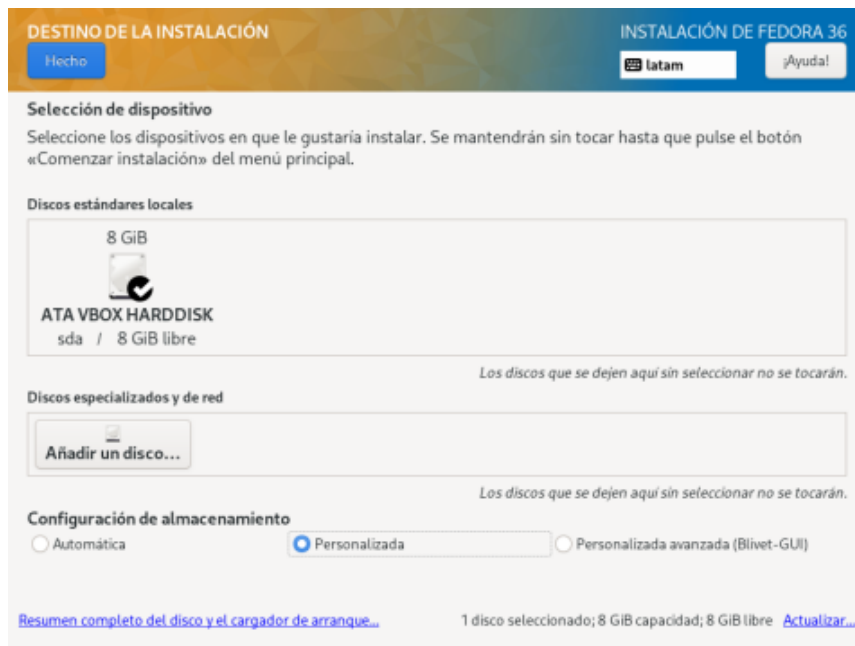 DESTINO DE LA INSTALACIÓN
INSTALACIÓN DE FEDORA 36
Hecho
latam
¡Ayuda!
Selección de dispositivo
Seleccione los dispositivos en que le gustaría instalar. Se mantendrán sin tocar hasta que pulse el botón
«Comenzar instalación» del menú principal.
Discos estándares locales
8 GiB
ATA VBOX HARDDISK
sda / 8 GiB libre
Los discos que se dejen aquí sin seleccionar no se tocarán.
Discos especializados y de red
Añadir un disco...
Los discos que se dejen aquí sin seleccionar no se tocarán.
Configuración de almacenamiento
Automática
Personalizada
Personalizada avanzada (Blivet-GUI)
Resumen completo del disco y el cargador de arranque...
1 disco seleccionado; 8 GiB capacidad; 8 GiB libre Actualizar...